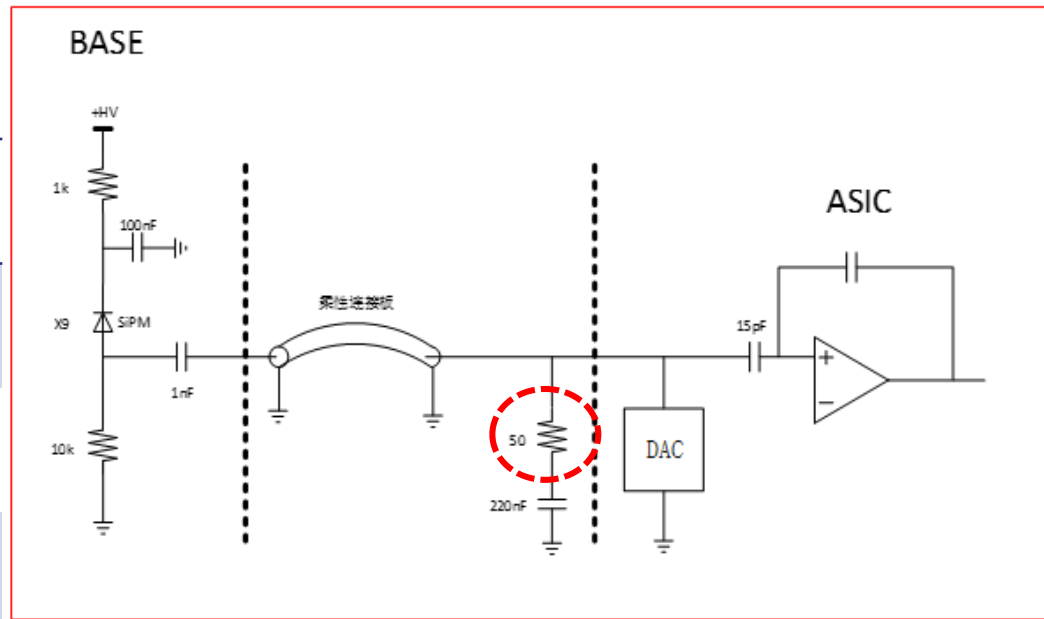 BASE
+HV
1k
100nF
ASIC
柔性连接板
X9
SiPM
15pF
+
1nF
−
50
DAC
10k
220nF